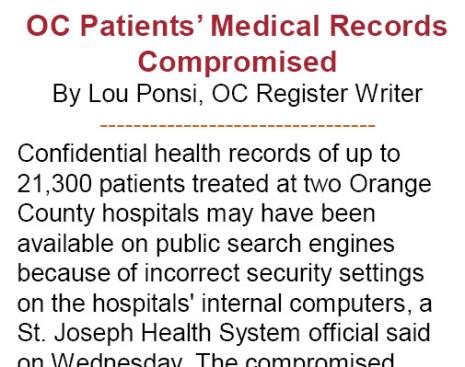 OC Patients’ Medical Records
Compromised
By Lou Ponsi, OC Register Writer
---------------------------------
Confidential health records of up to
21,300 patients treated at two Orange
County hospitals may have been
available on public search engines
because of incorrect security settings
on the hospitals' internal computers, a
St. Joseph Health System official said
on Wednesday. The compromised